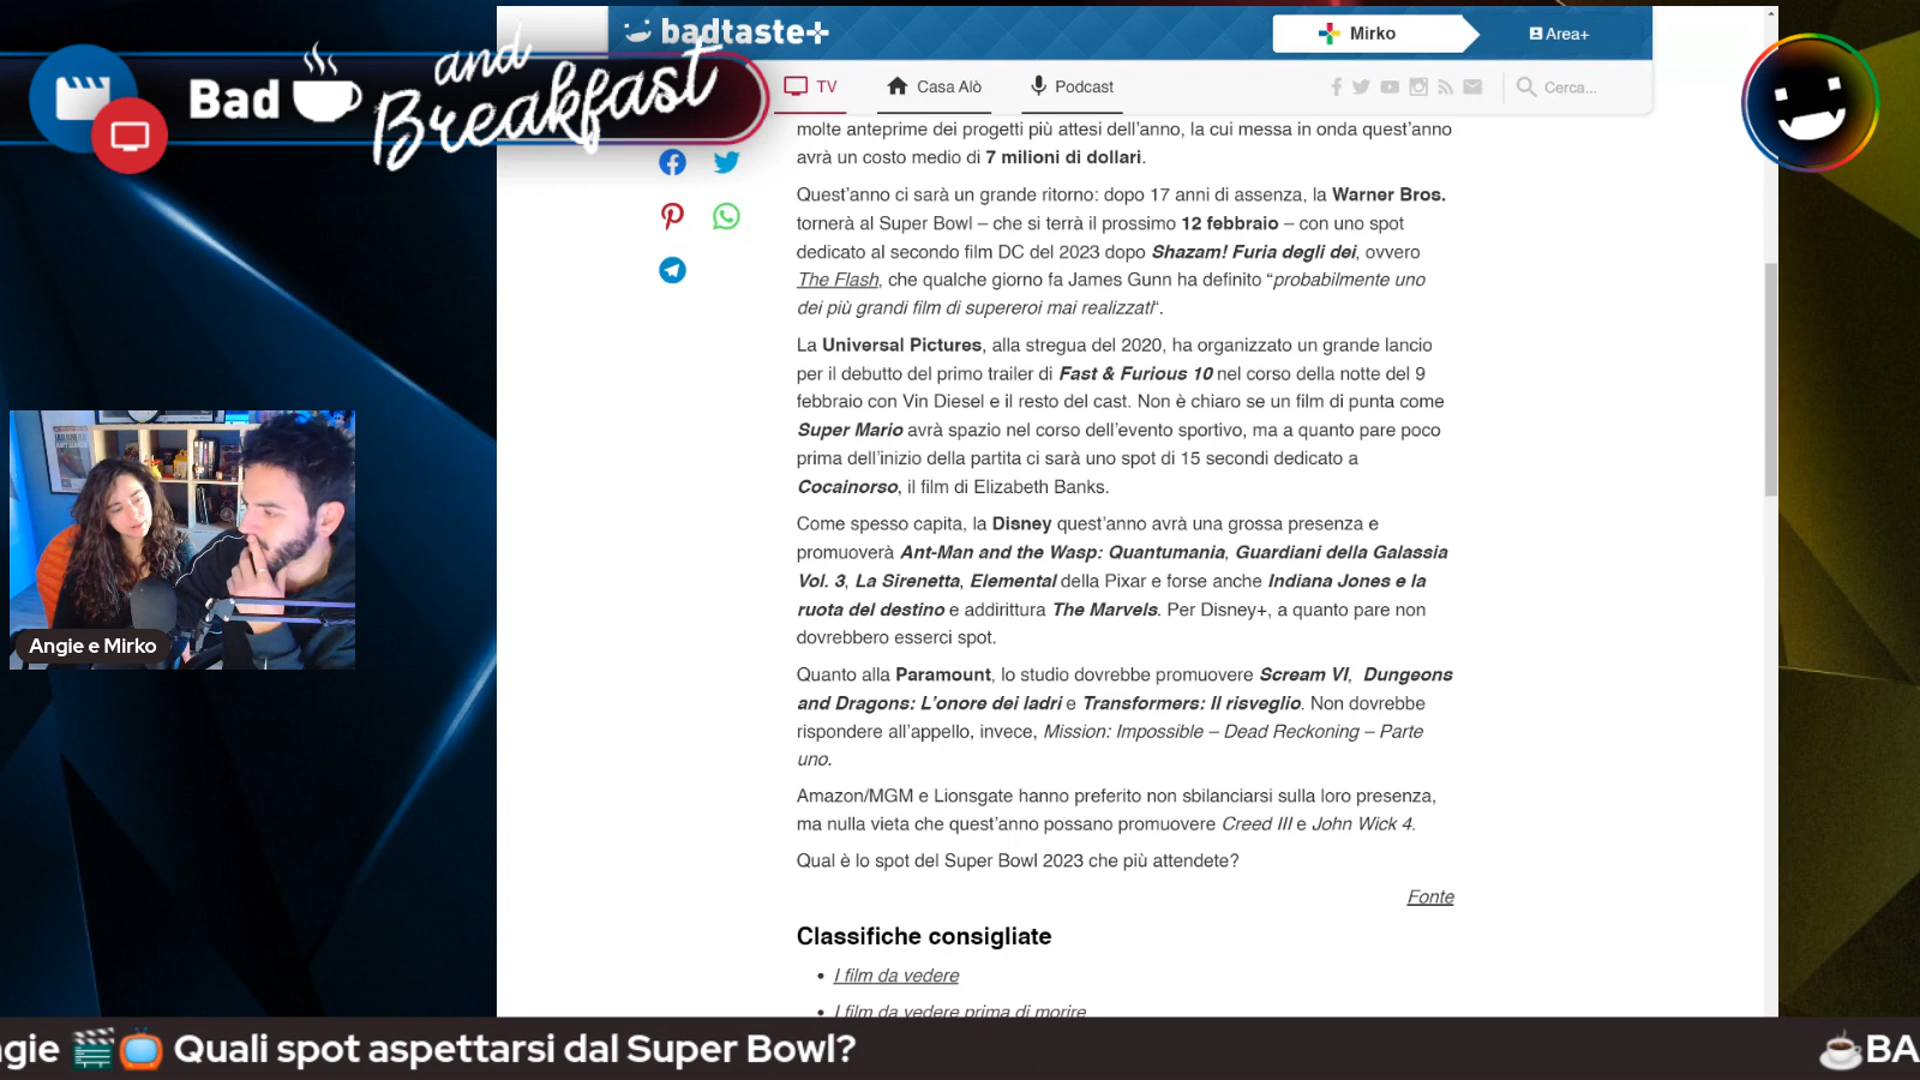 badtaste+
Mirko
Area+
Bad and Breakfast
TV
Casa Alò
Podcast
Cerca...
molte anteprime dei progetti più attesi dell'anno, la cui messa in onda quest'anno
avrà un costo medio di 7 milioni di dollari.
Quest'anno ci sarà un grande ritorno: dopo 17 anni di assenza, la Warner Bros.
tornerà al Super Bowl – che si terrà il prossimo 12 febbraio – con uno spot
dedicato al secondo film DC del 2023 dopo Shazam! Furia degli dei, ovvero
The Flash, che qualche giorno fa James Gunn ha definito “probabilmente uno
dei più grandi film di supereroi mai realizzati“.
La Universal Pictures, alla stregua del 2020, ha organizzato un grande lancio
per il debutto del primo trailer di Fast & Furious 10 nel corso della notte del 9
febbraio con Vin Diesel e il resto del cast. Non è chiaro se un film di punta come
Super Mario avrà spazio nel corso dell'evento sportivo, ma a quanto pare poco
prima dell'inizio della partita ci sarà uno spot di 15 secondi dedicato a
Cocainorso, il film di Elizabeth Banks.
Come spesso capita, la Disney quest'anno avrà una grossa presenza e
promuoverà Ant-Man and the Wasp: Quantumania, Guardiani della Galassia
Vol. 3, La Sirenetta, Elemental della Pixar e forse anche Indiana Jones e la
ruota del destino e addirittura The Marvels. Per Disney+, a quanto pare non
dovrebbero esserci spot.
Quanto alla Paramount, lo studio dovrebbe promuovere Scream VI, Dungeons
and Dragons: L'onore dei ladri e Transformers: Il risveglio. Non dovrebbe
rispondere all'appello, invece, Mission: Impossible – Dead Reckoning – Parte
uno.
Amazon/MGM e Lionsgate hanno preferito non sbilanciarsi sulla loro presenza,
ma nulla vieta che quest'anno possano promuovere Creed III e John Wick 4.
Qual è lo spot del Super Bowl 2023 che più attendete?
Fonte
Classifiche consigliate
• I film da vedere
• I film da vedere prima di morire
Angie e Mirko
gie 🎬📺 Quali spot aspettarsi dal Super Bowl?
☕BA